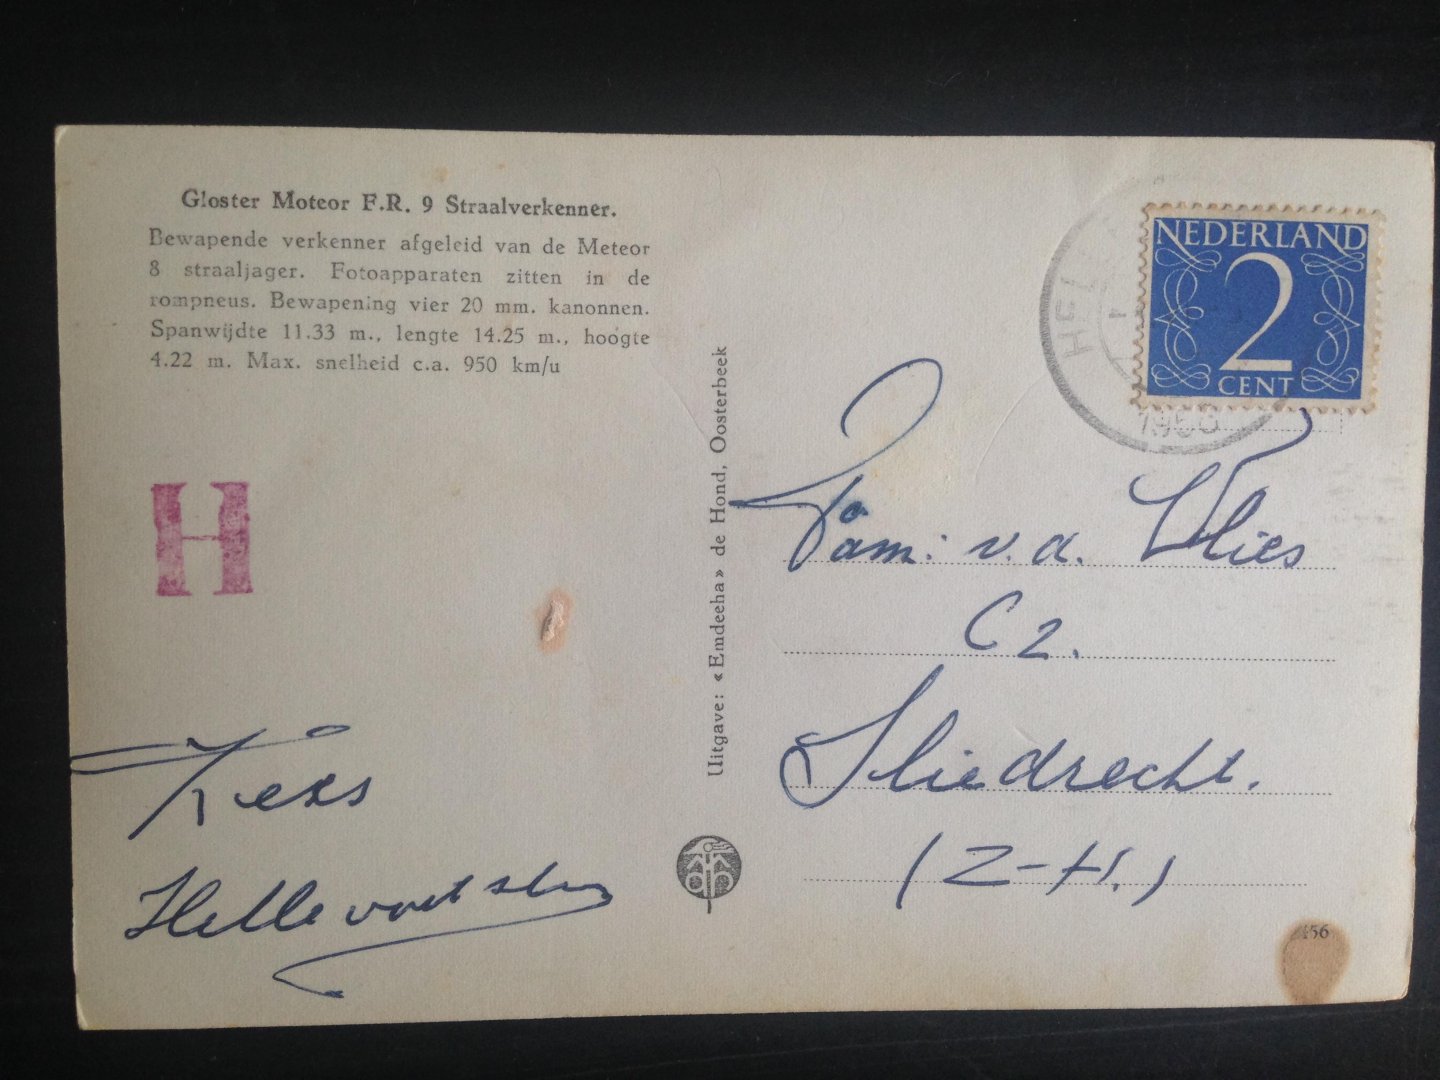 Gloster Meteor F.R. 9 Straalverkenner.
Bewapende verkenner afgeleid van de Meteor
8 straaljager. Fotoapparaten zitten in de
rompneus. Bewapening vier 20 mm. kanonnen.
Spanwijdte 11.33 m., lengte 14.25 m., hoogte
4.22 m. Max. snelheid c.a. 950 km/u
H
Kees
Uitgave: «Emdeeha» de Hond, Oosterbeek
NEDERLAND
2
CENT
Fam: v.d. Vlies
C2.
Sliedrecht.
(Z-H.)